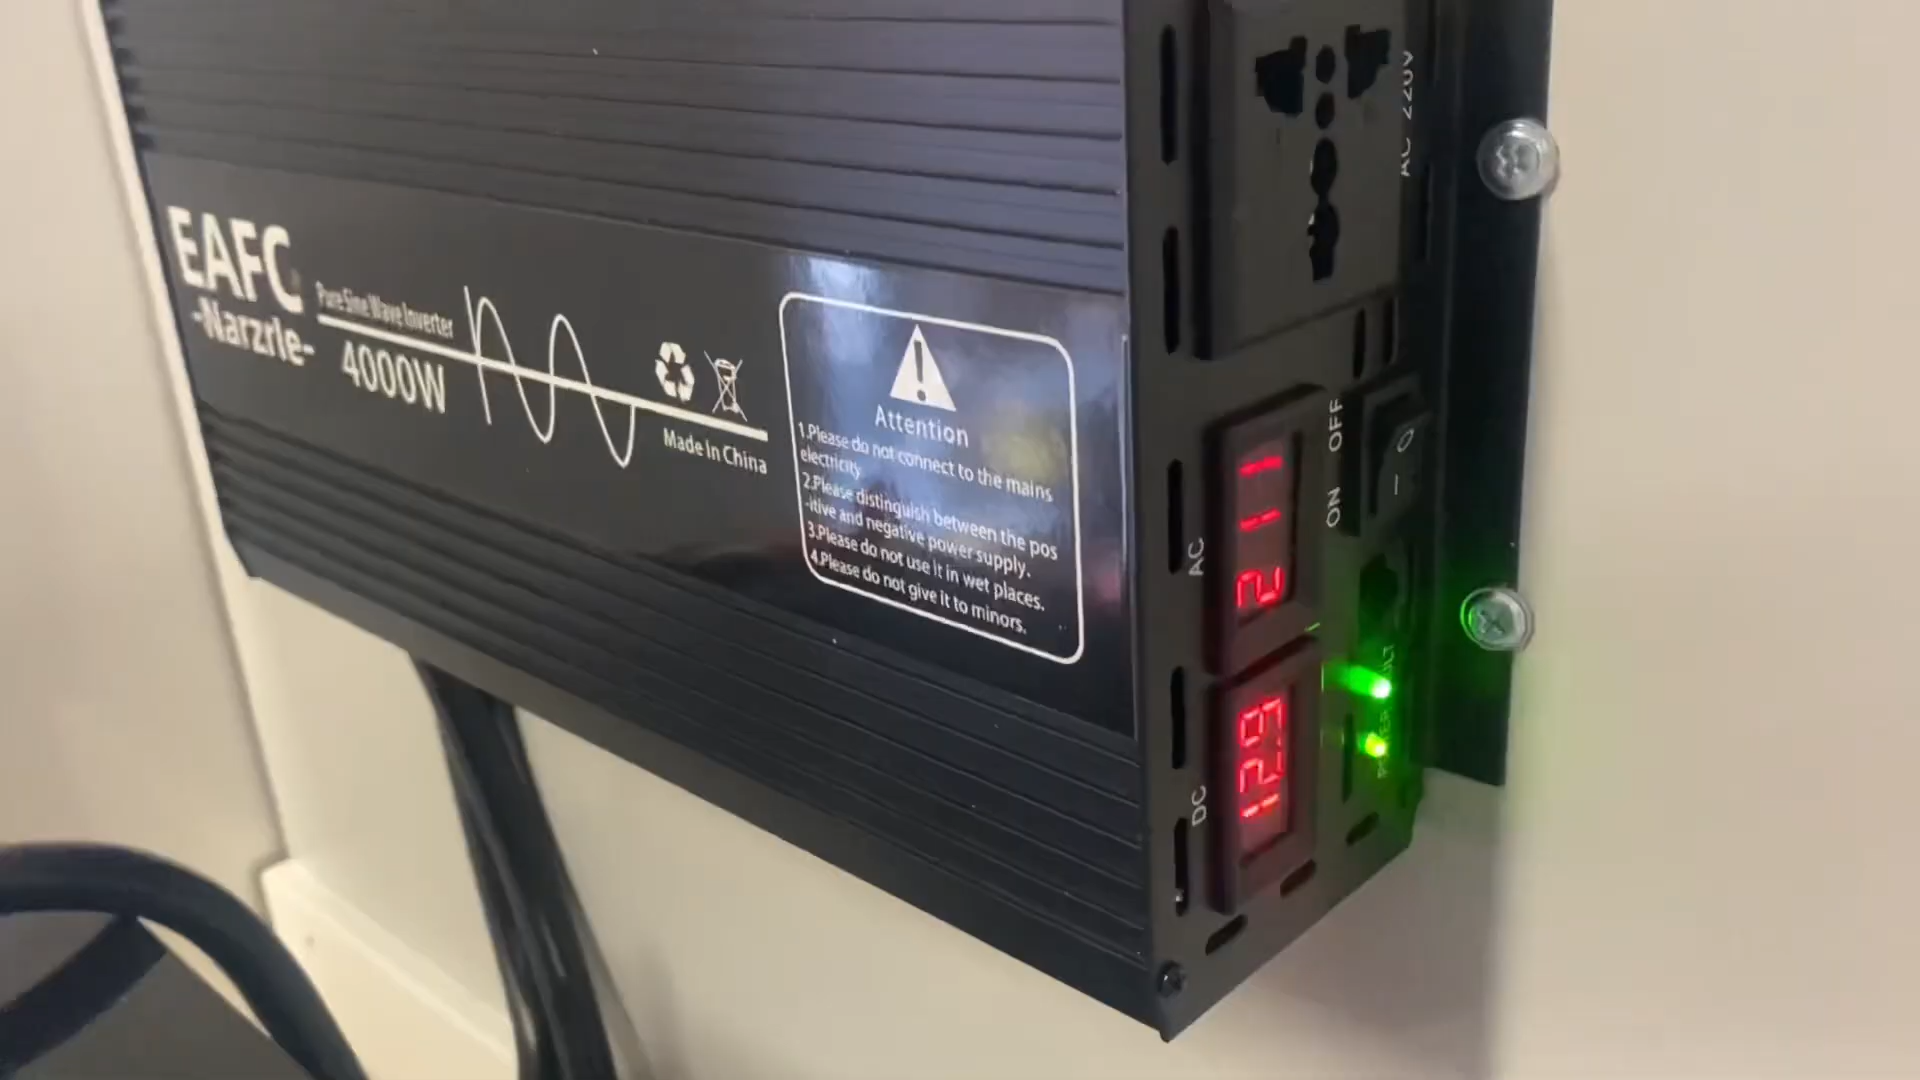 EAFC
-Narzrle-
Pure Sine Wave Inverter
4000W
Made In China
Attention
1.Please do not connect to the mains
electricity
2.Please distinguish between the pos
-itive and negative power supply.
3.Please do not use it in wet places.
4.Please do not give it to minors.
AC 220V
ON OFF
AC
211
DC
12.9